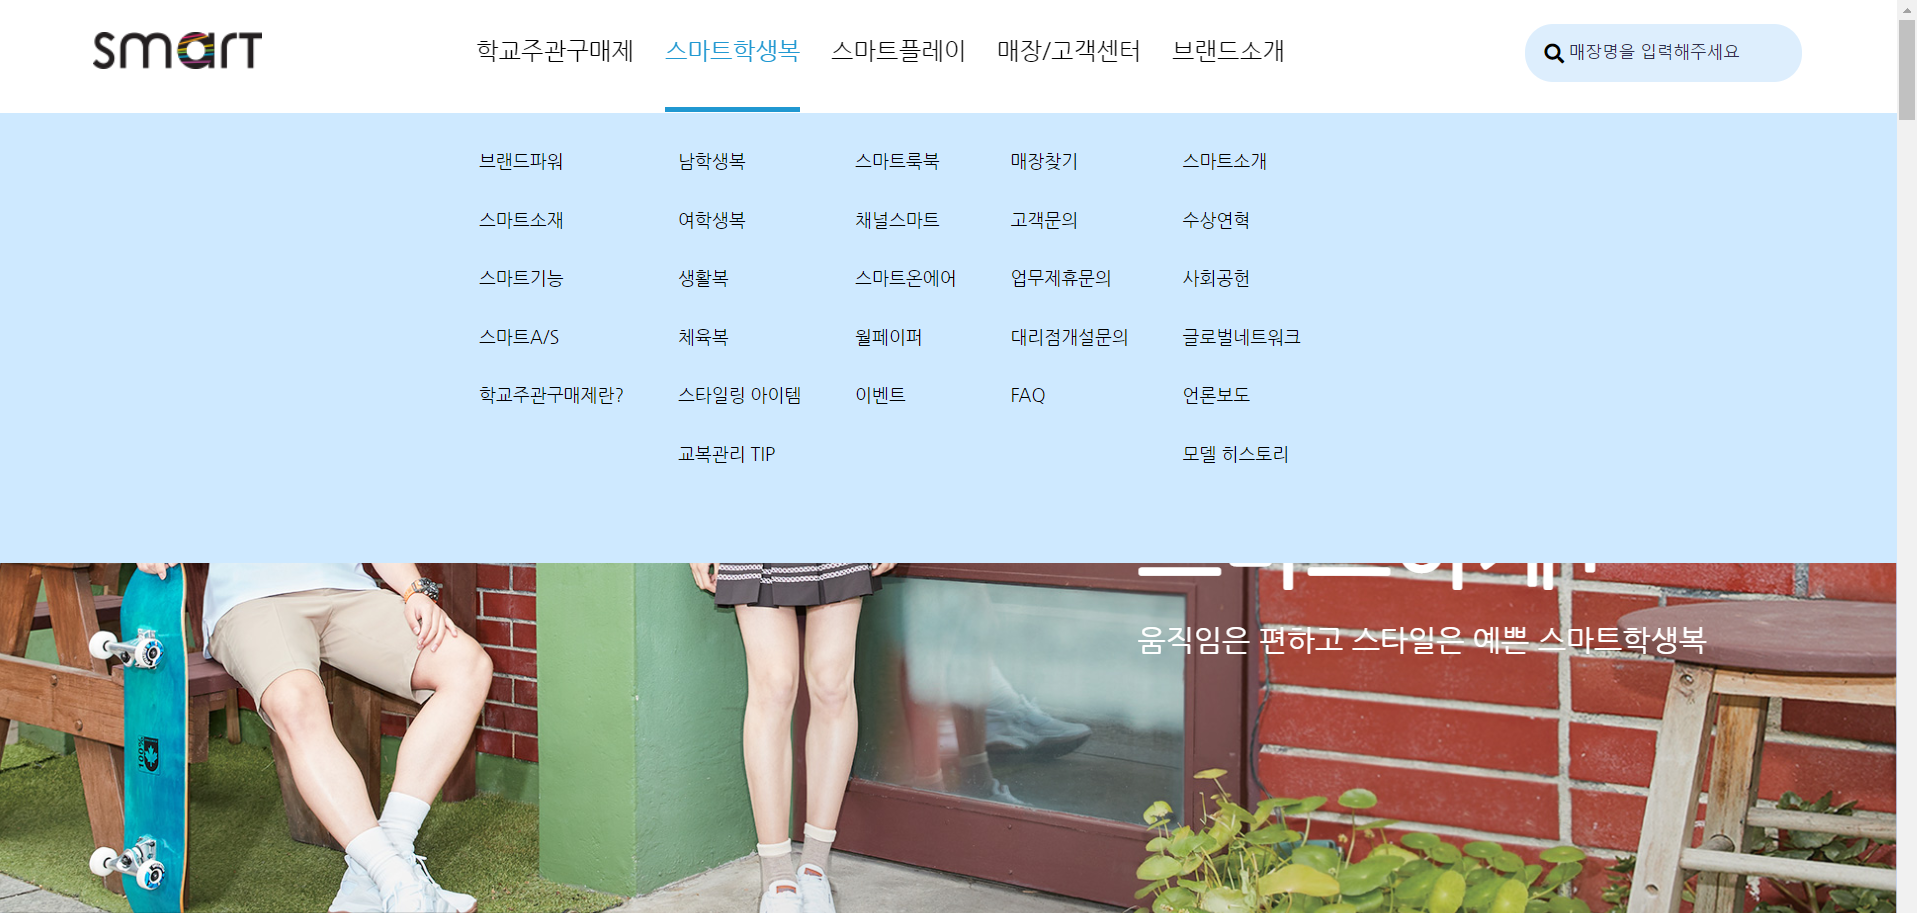 smart
학교주관구매제 스마트학생복 스마트플레이 매장/고객센터 브랜드소개
매장명을 입력해주세요
브랜드파워 남학생복 스마트룩북 매장찾기 스마트소개
스마트소재 여학생복 채널스마트 고객문의 수상연혁
스마트기능 생활복 스마트온에어 업무제휴문의 사회공헌
스마트A/S 체육복 월페이퍼 대리점개설문의 글로벌네트워크
학교주관구매제란? 스타일링 아이템 이벤트 FAQ 언론보도
교복관리 TIP 모델 히스토리
움직임은 편하고 스타일은 예쁜 스마트학생복
100%